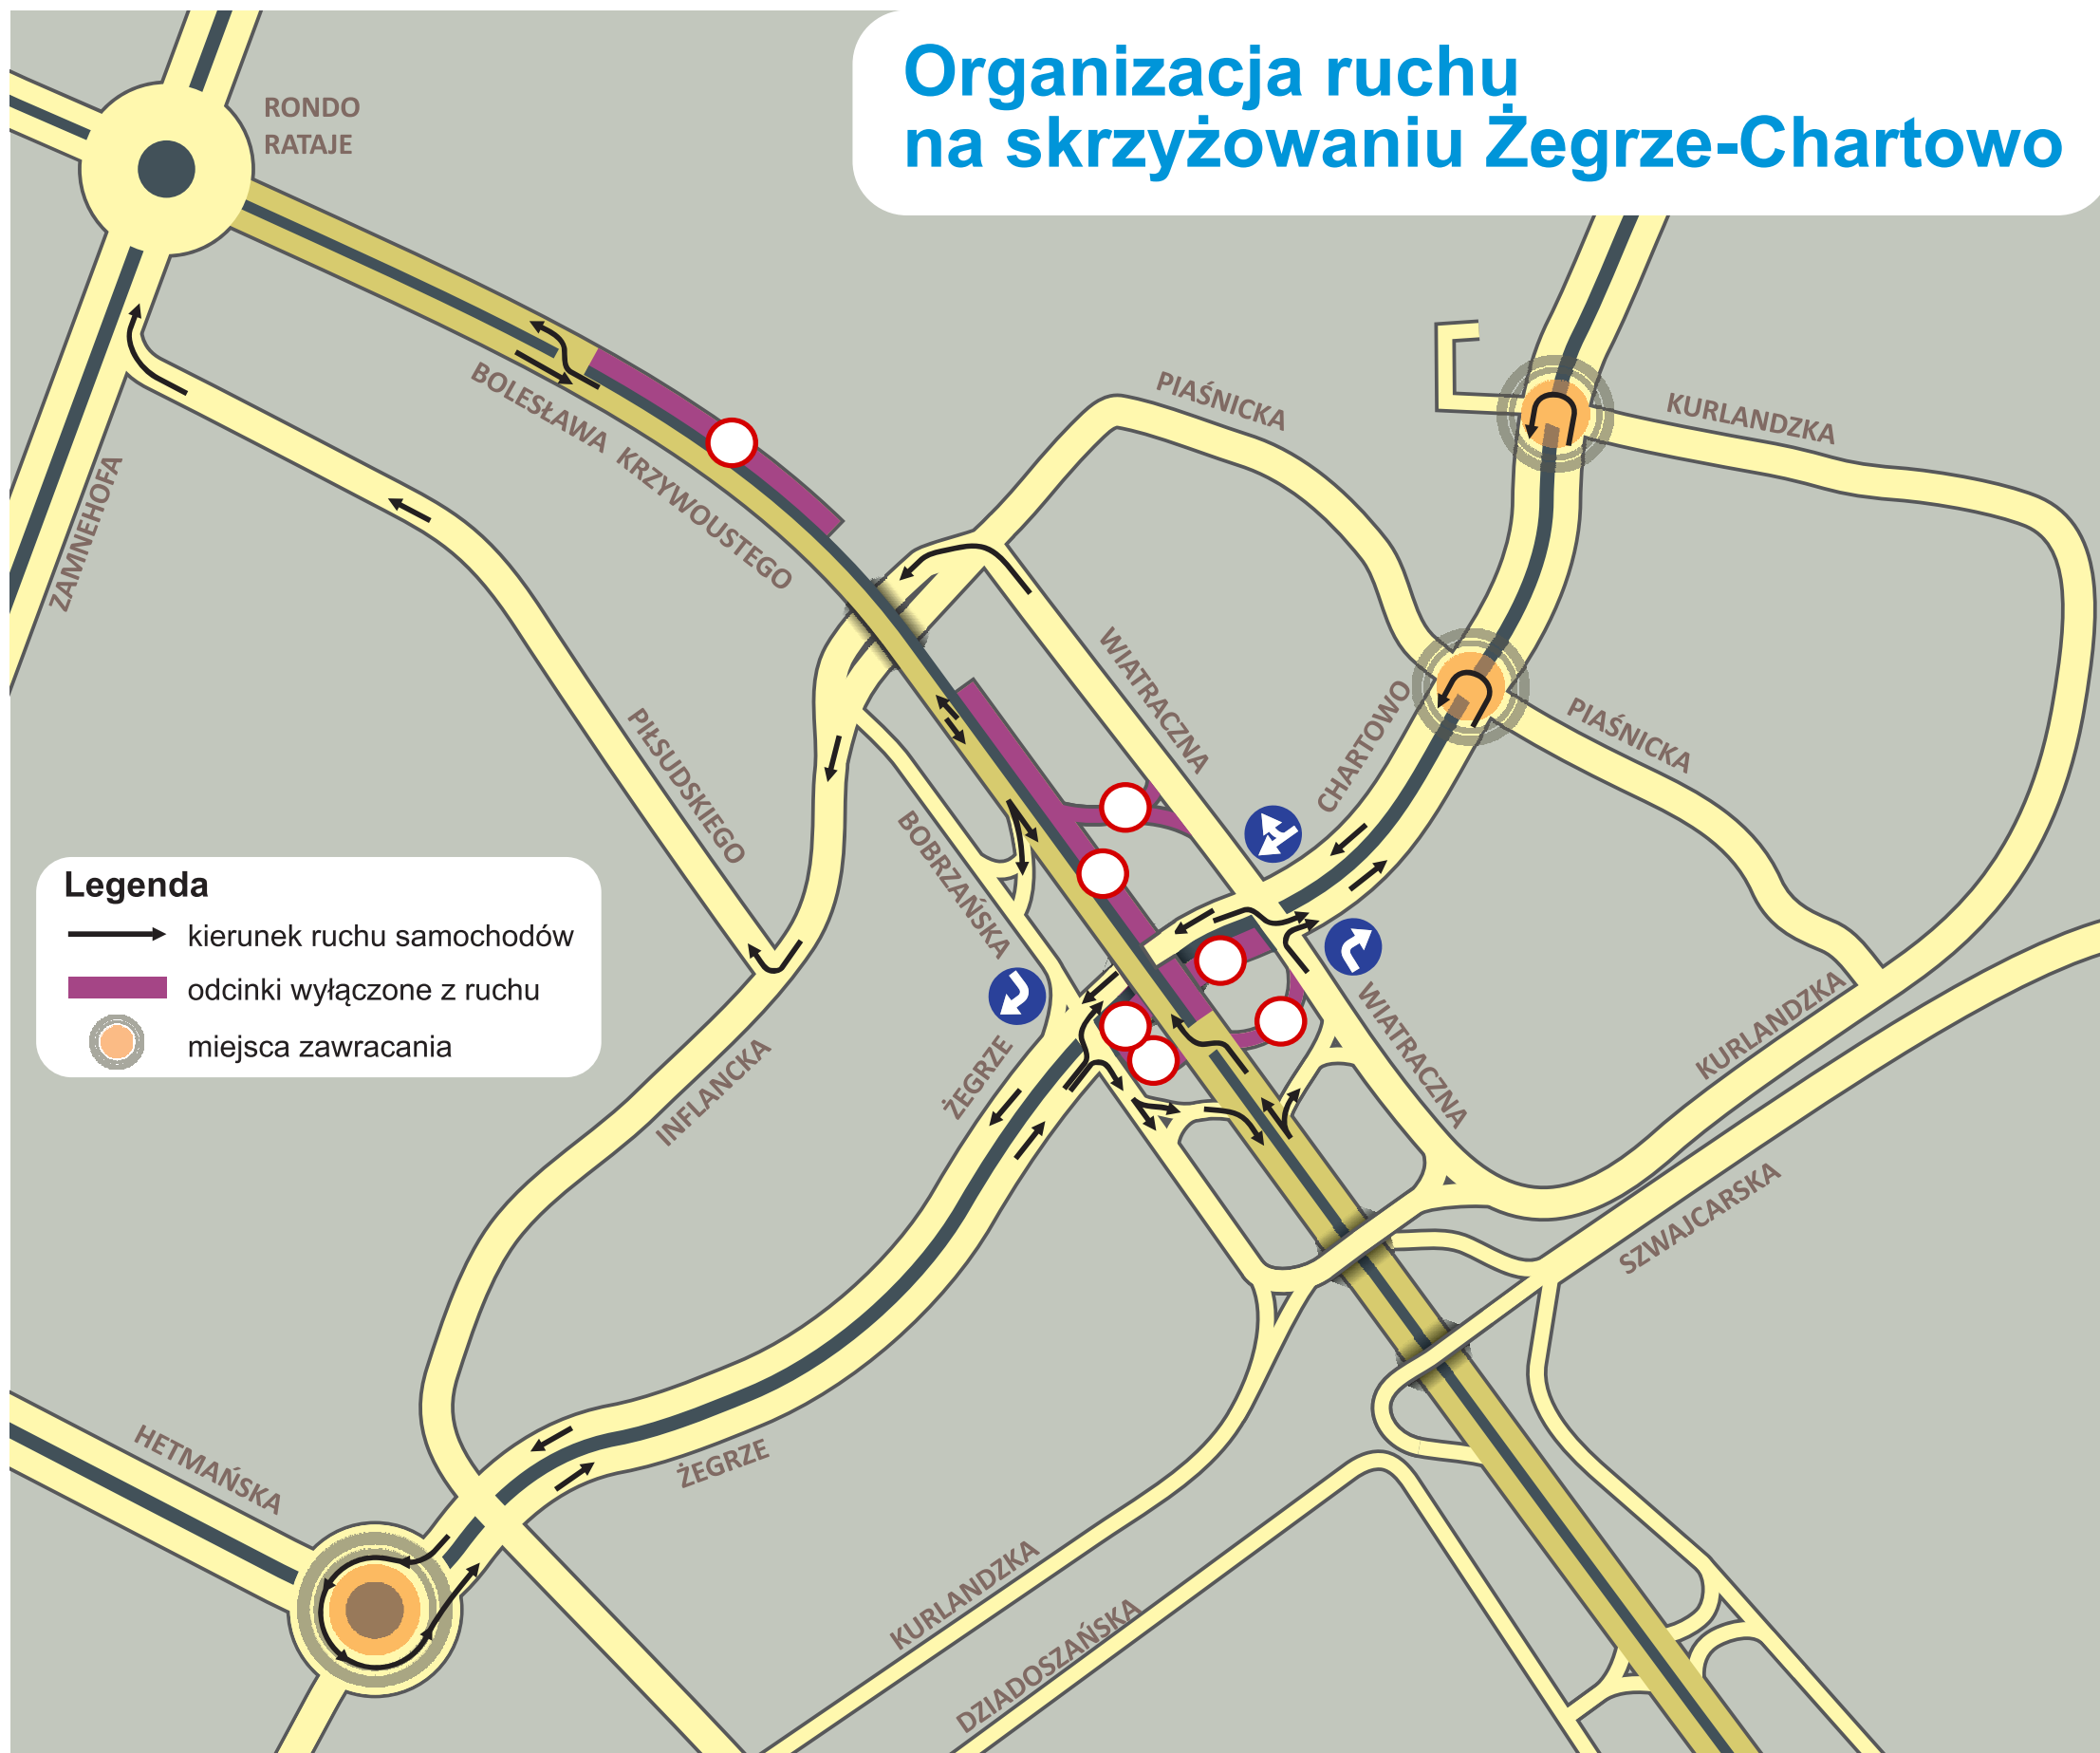 Organizacja ruchu
na skrzyżowaniu Żegrze-Chartowo
RONDO
RATAJE
ZAMNEHOFA
BOLESŁAWA KRZYWOUSTEGO
PIAŚNICKA
KURLANDZKA
WIATRACZNA
CHARTOWO
PIAŚNICKA
PIŁSUDSKIEGO
BOBRZAŃSKA
Legenda
kierunek ruchu samochodów
odcinki wyłączone z ruchu
miejsca zawracania
INFLANCKA
ŻEGRZE
WIATRACZNA
KURLANDZKA
SZWAJCARSKA
HETMAŃSKA
ŻEGRZE
KURLANDZKA
DZIADOSZAŃSKA